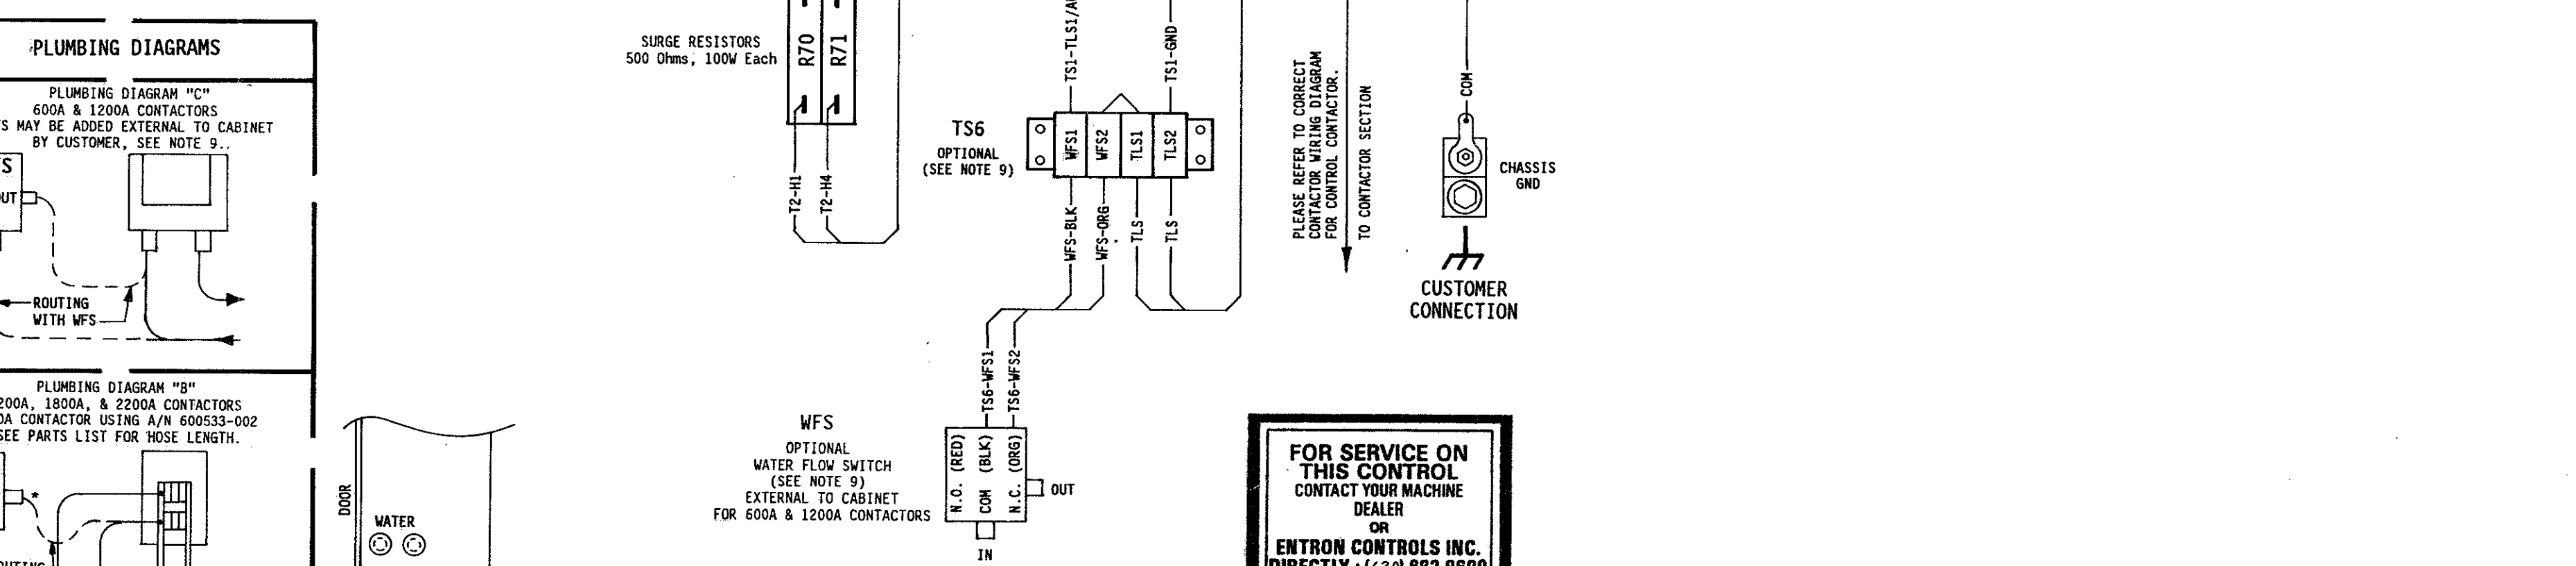 PLUMBING DIAGRAMS
PLUMBING DIAGRAM "C"
600A & 1200A CONTACTORS
MAY BE ADDED EXTERNAL TO CABINET
BY CUSTOMER, SEE NOTE 9..
ROUTING
WITH WFS
PLUMBING DIAGRAM "B"
1800A, & 2200A CONTACTORS
CONTACTOR USING A/N 600533-002
SEE PARTS LIST FOR HOSE LENGTH.
*
DOOR
WATER
SURGE RESISTORS
500 Ohms, 100W Each
R70
R71
T2-H1
T2-H4
TS6
OPTIONAL
(SEE NOTE 9)
TS1-GND
WFS1
WFS2
TLS1
TLS2
WFS-BLK
WFS-ORG
TLS
TLS
TS6-WFS1
TS6-WFS2
WFS
OPTIONAL
WATER FLOW SWITCH
(SEE NOTE 9)
EXTERNAL TO CABINET
FOR 600A & 1200A CONTACTORS
N.O. (RED)
COM (BLK)
N.C. (ORG)
OUT
IN
PLEASE REFER TO CORRECT
CONTACTOR WIRING DIAGRAM
FOR CONTROL CONTACTOR.
TO CONTACTOR SECTION
COM
CHASSIS
GND
CUSTOMER
CONNECTION
FOR SERVICE ON
THIS CONTROL
CONTACT YOUR MACHINE
DEALER
OR
ENTRON CONTROLS INC.
DIRECTLY